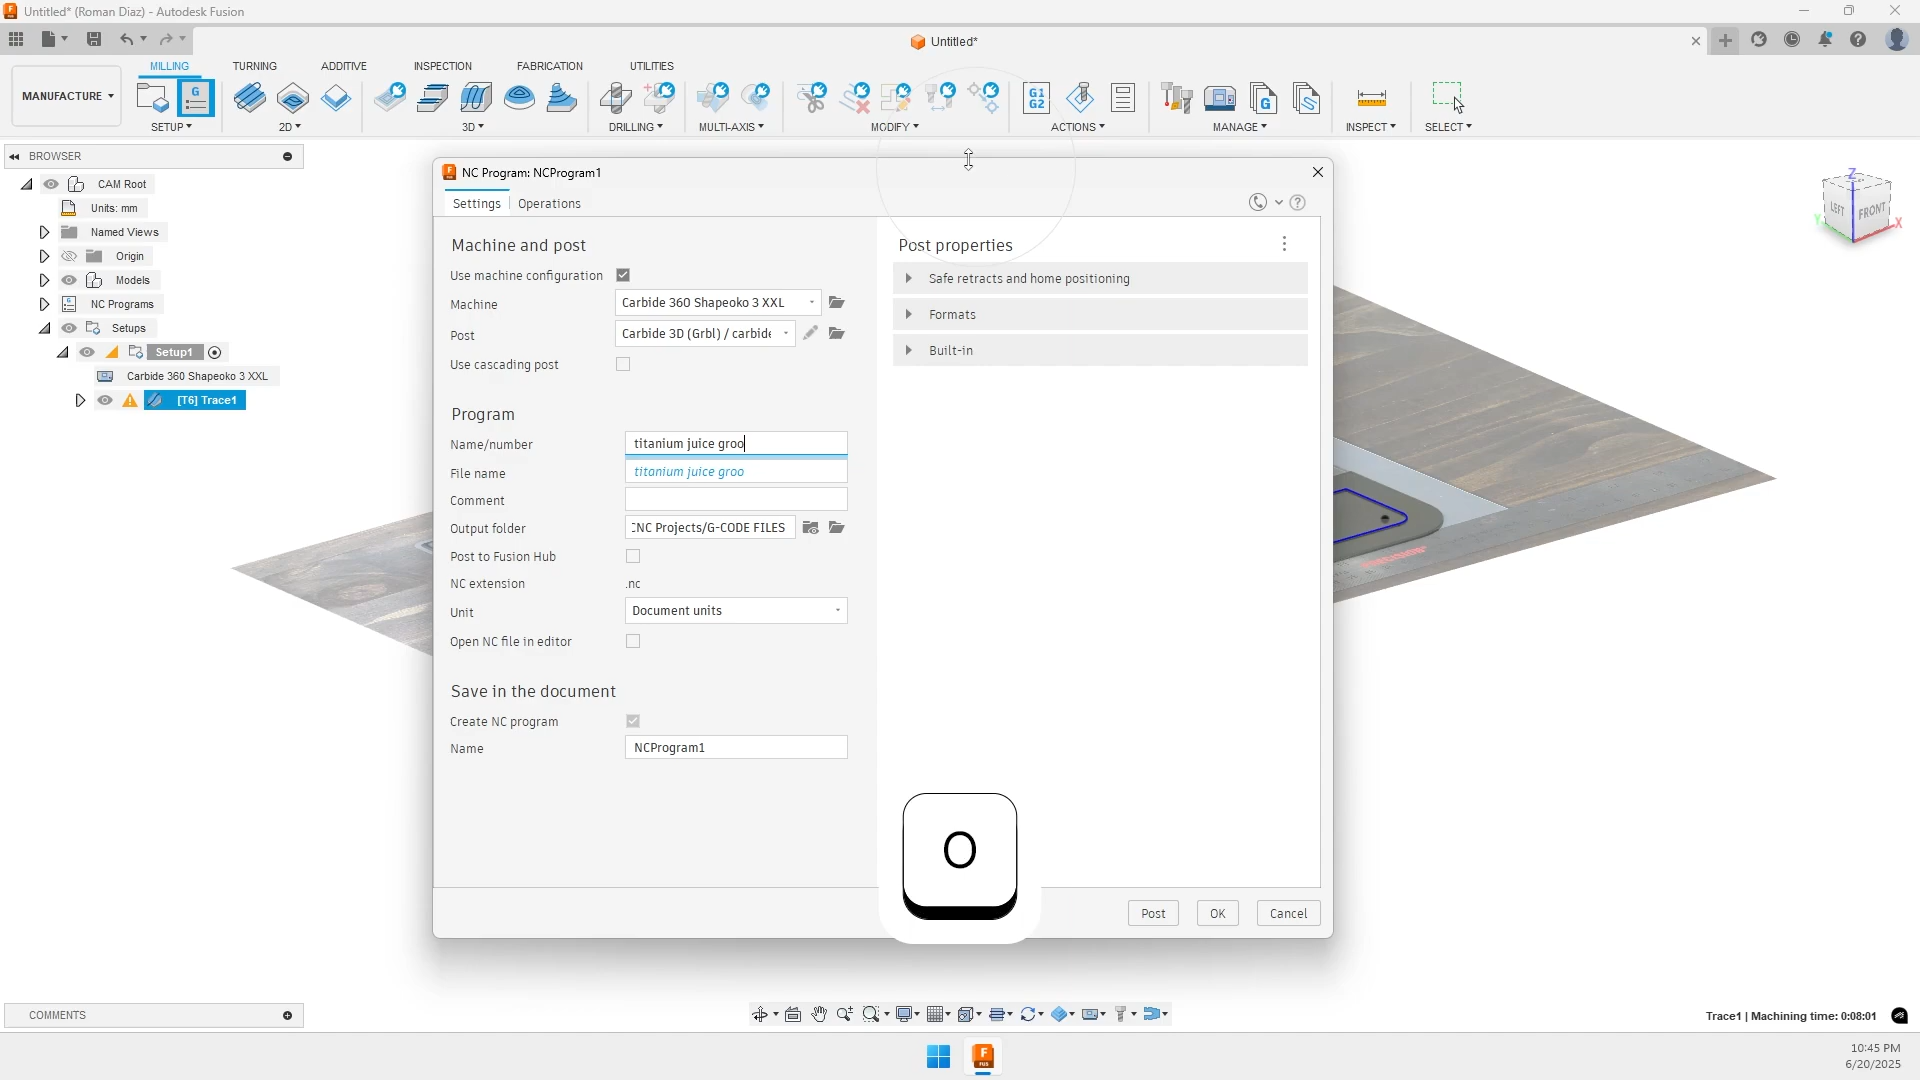 Untitled* (Roman Diaz) - Autodesk Fusion
Untitled*
MANUFACTURE
MILLING
TURNING
ADDITIVE
INSPECTION
FABRICATION
UTILITIES
G
G1
G2
G
SETUP
2D
3D
DRILLING
MULTI-AXIS
MODIFY
ACTIONS
MANAGE
INSPECT
SELECT
BROWSER
CAM Root
Units: mm
Named Views
Origin
Models
NC Programs
Setups
Setup1
Carbide 360 Shapeoko 3 XXL
[T6] Trace1
NC Program: NCProgram1
Settings
Operations
Machine and post
Use machine configuration
Machine
Carbide 360 Shapeoko 3 XXL
Post
Carbide 3D (Grbl) / carbide
Use cascading post
Program
Name/number
titanium juice groo
File name
titanium juice groo
Comment
Output folder
CNC Projects/G-CODE FILES
Post to Fusion Hub
NC extension
.nc
Unit
Document units
Open NC file in editor
Save in the document
Create NC program
Name
NCProgram1
Post properties
Safe retracts and home positioning
Formats
Built-in
Post
OK
Cancel
O
Z
LEFT
FRONT
Y
X
COMMENTS
Trace1 | Machining time: 0:08:01
F
FUS
10:45 PM
6/20/2025